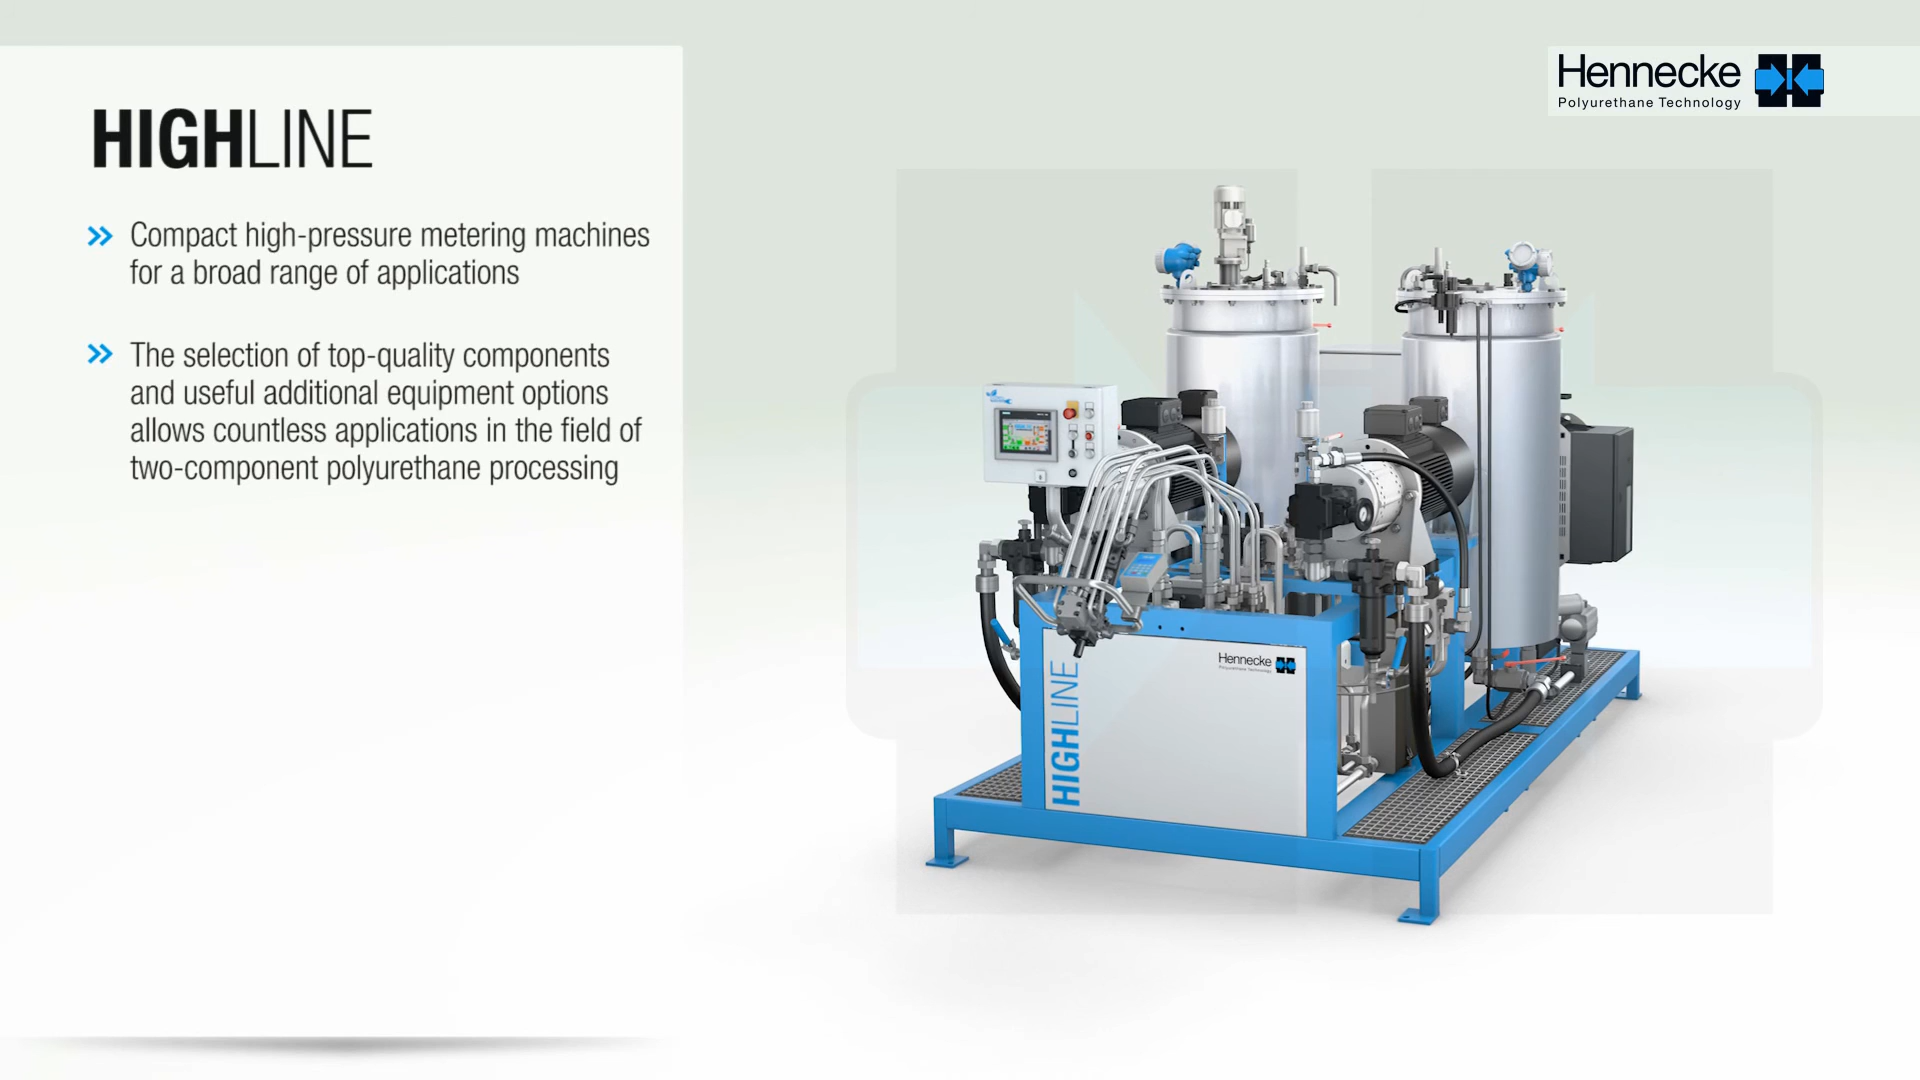 Hennecke
Polyurethane Technology
HIGHLINE
Compact high-pressure metering machines
for a broad range of applications
The selection of top-quality components
and useful additional equipment options
allows countless applications in the field of
two-component polyurethane processing
Hennecke
Polyurethane Technology
HIGHLINE